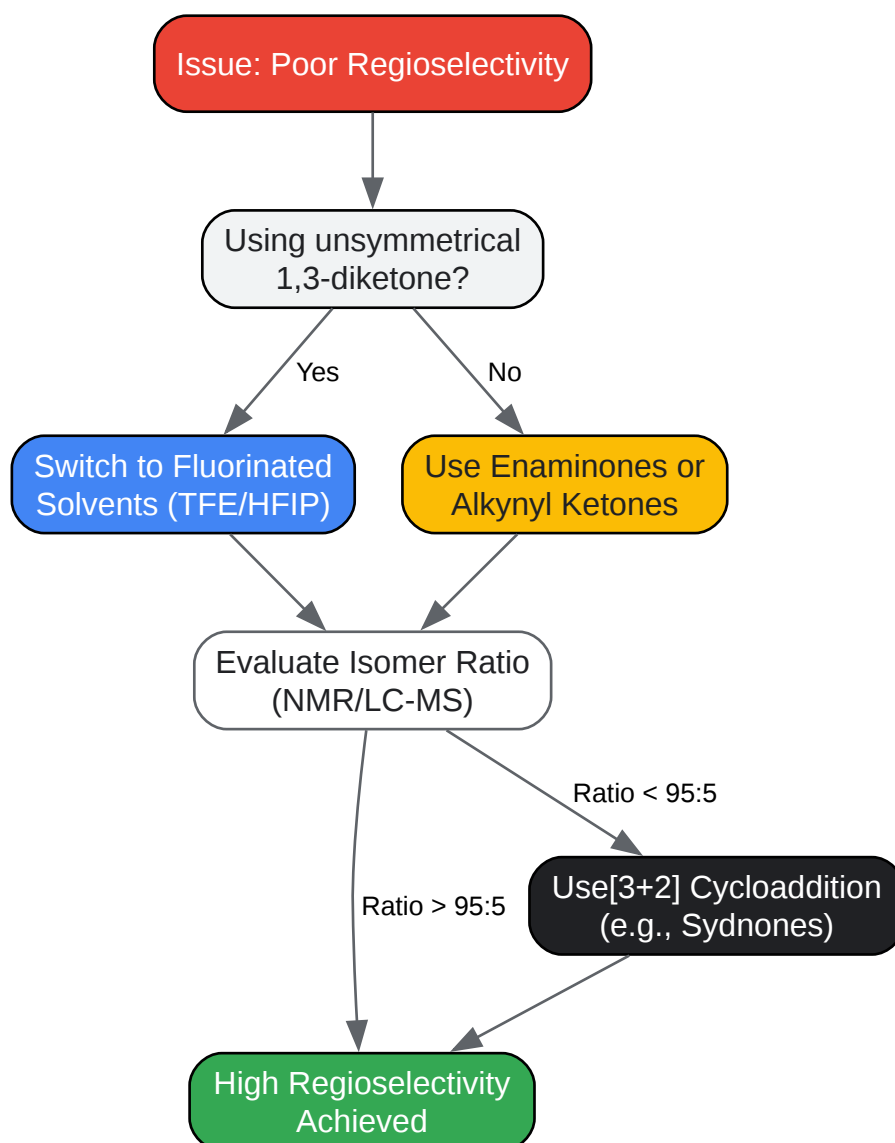 Issue: Poor Regioselectivity
Using unsymmetrical
1,3-diketone?
Yes
No
Switch to Fluorinated
Solvents (TFE/HFIP)
Use Enaminones or
Alkynyl Ketones
Evaluate Isomer Ratio
(NMR/LC-MS)
Ratio < 95:5
Use[3+2] Cycloaddition
(e.g., Sydnones)
Ratio > 95:5
High Regioselectivity
Achieved